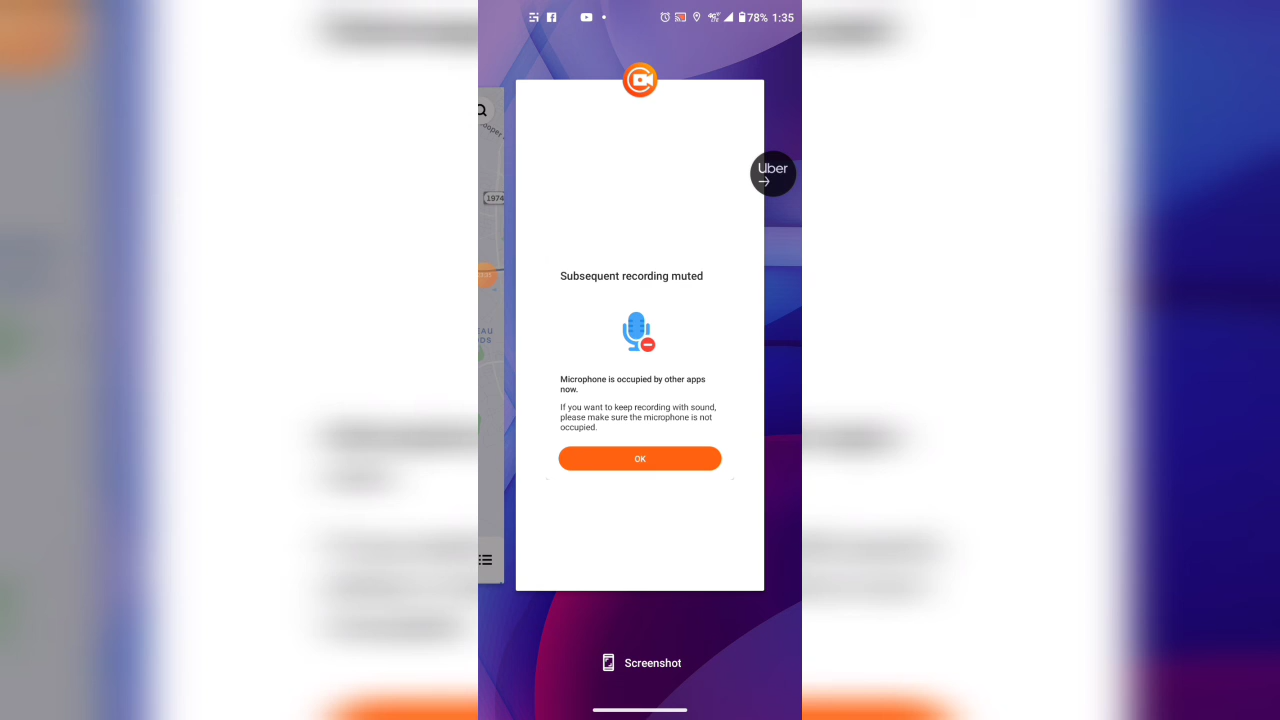 78% 1:35
1974
Uber
Subsequent recording muted
Microphone is occupied by other apps
now.
If you want to keep recording with sound,
please make sure the microphone is not
occupied.
OK
Screenshot